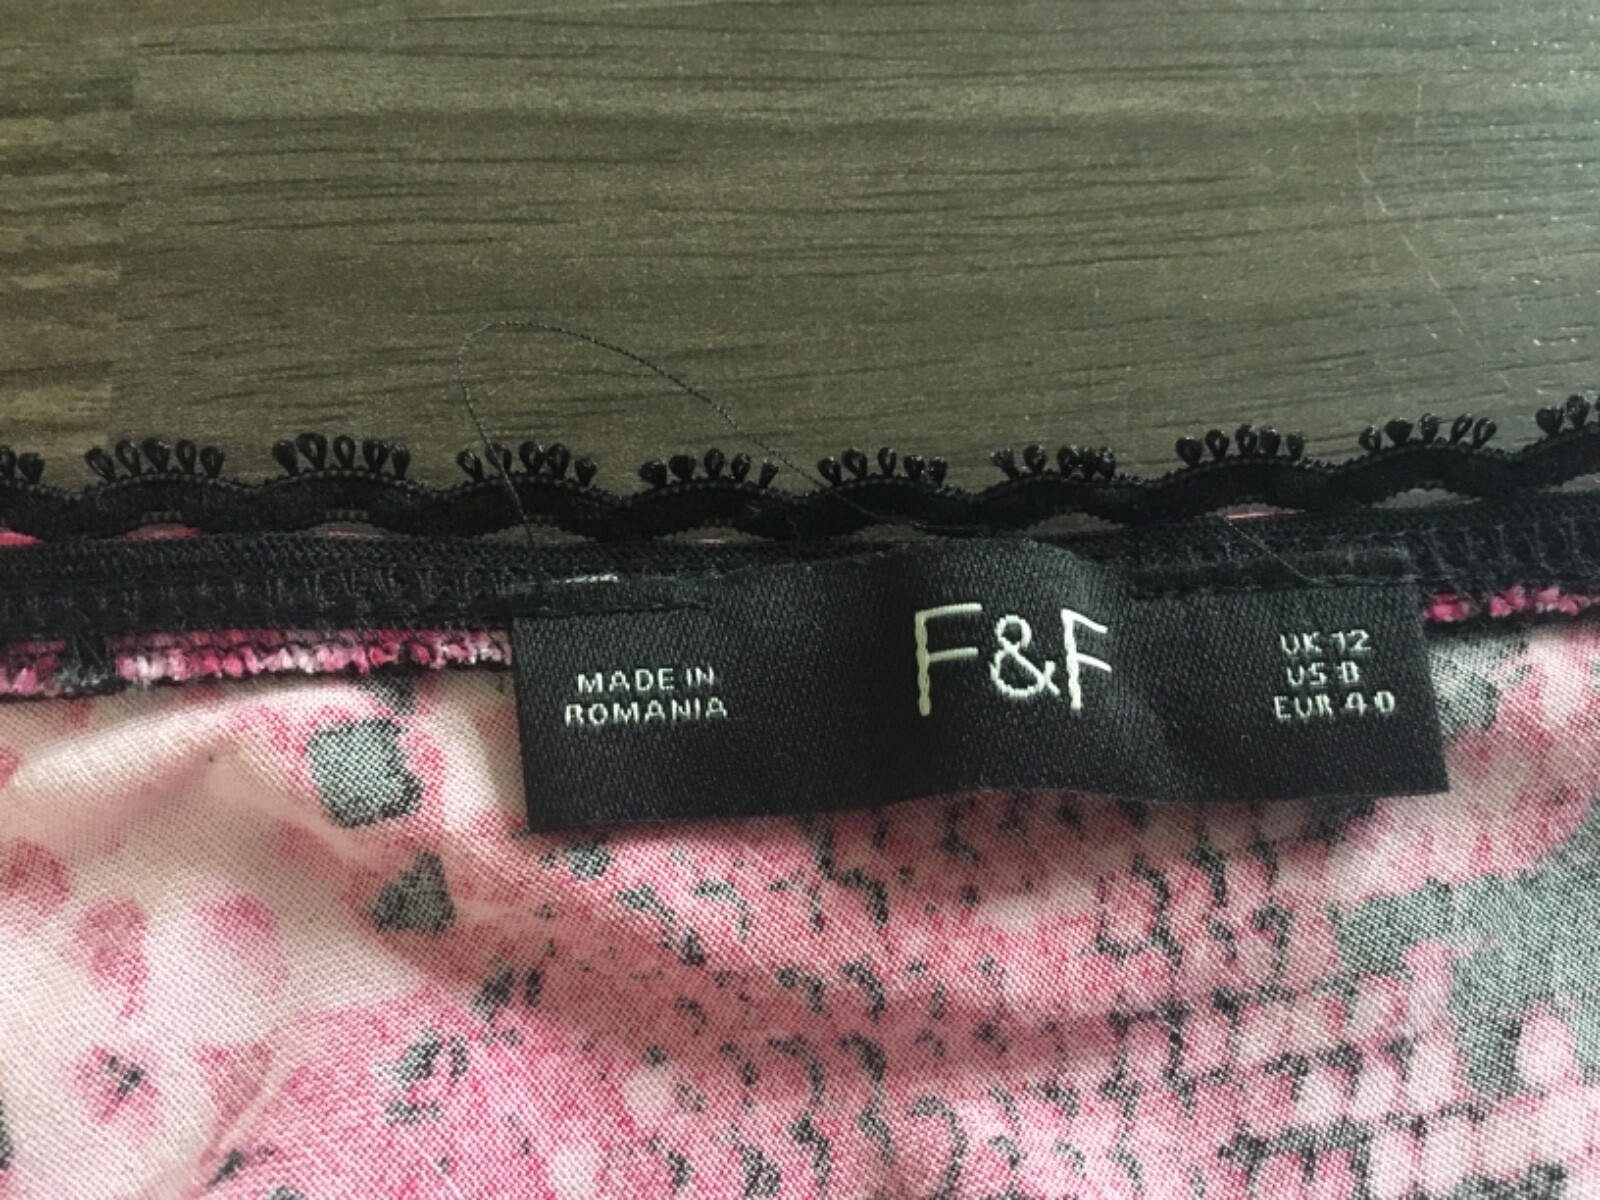 MADE IN
ROMANIA
F&F
UK 12
US 8
EUR 40